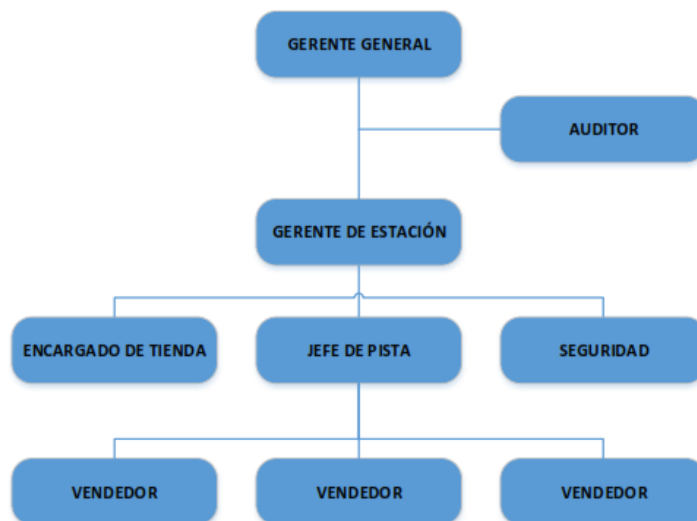 GERENTE GENERAL
AUDITOR
GERENTE DE ESTACIÓN
ENCARGADO DE TIENDA
JEFE DE PISTA
SEGURIDAD
VENDEDOR
VENDEDOR
VENDEDOR